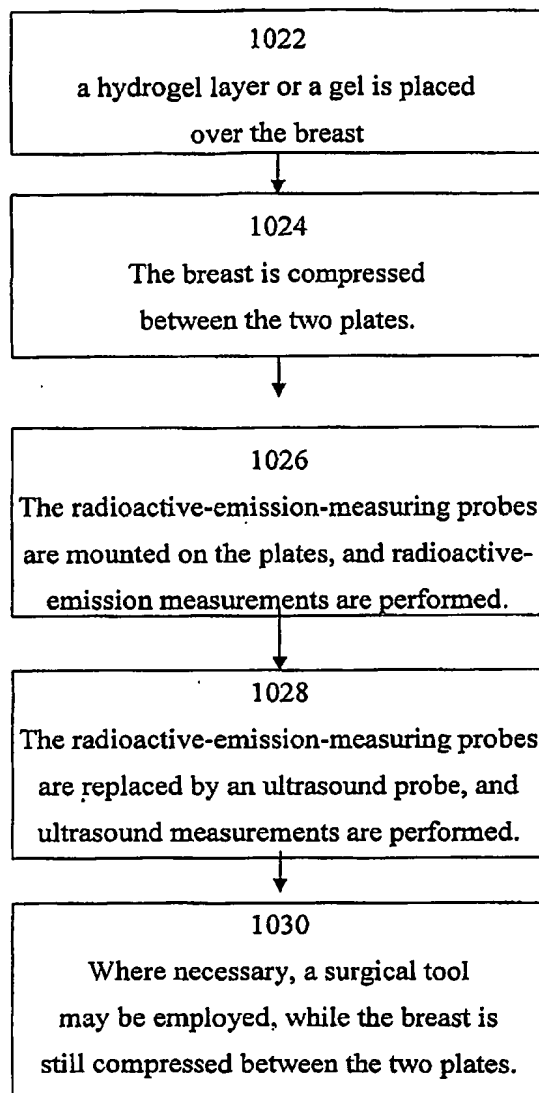 1022
a hydrogel layer or a gel is placed
over the breast
1024
The breast is compressed
between the two plates.
1026
The radioactive-emission-measuring probes
are mounted on the plates, and radioactive-
emission measurements are performed.
1028
The radioactive-emission-measuring probes
are replaced by an ultrasound probe, and
ultrasound measurements are performed.
1030
Where necessary, a surgical tool
may be employed, while the breast is
still compressed between the two plates.